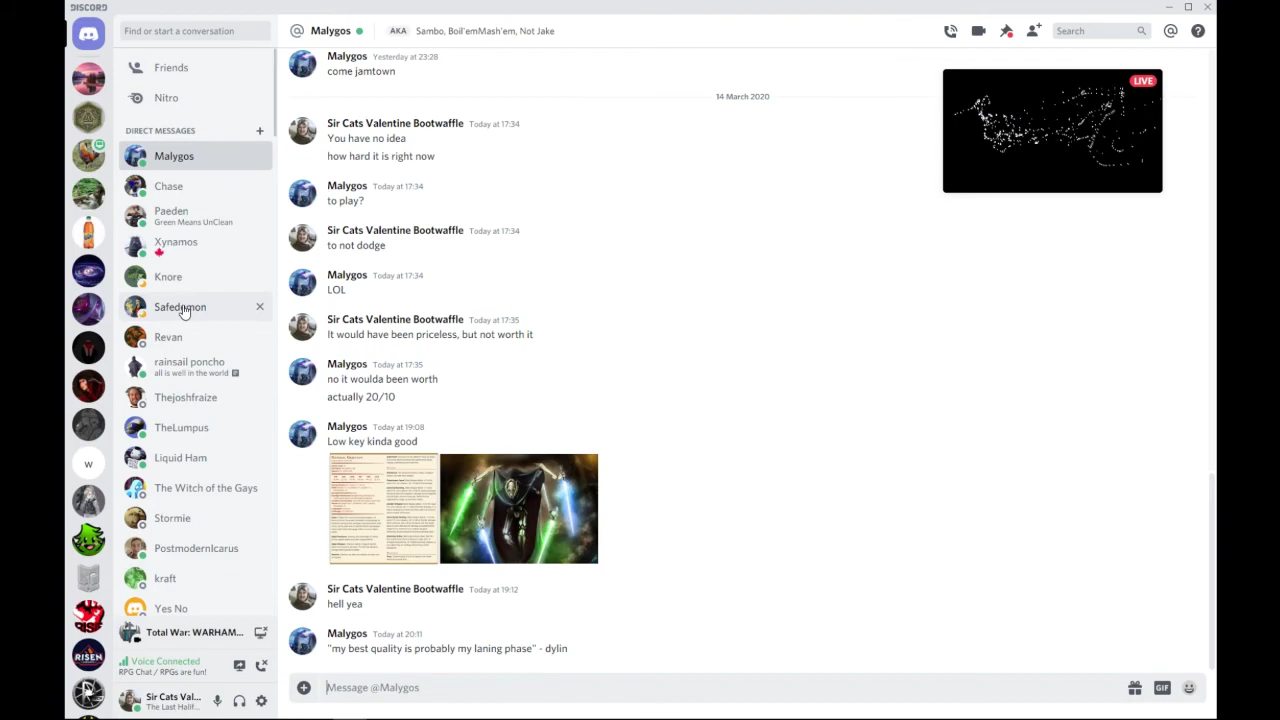 DISCORD
Find or start a conversation
Malygos
AKA Sambo, Boil'emMash'em, Not Jake
Search
Friends
Nitro
DIRECT MESSAGES
Malygos
Chase
Paeden
Green Means UnClean
Xynamos
Knore
Safedemon
Revan
rainsail poncho
all is well in the world
Thejoshfraize
TheLumpus
Liquid Ham
The Witch of the Gays
Stormie
PostmodernIcarus
kraft
Yes No
Total War: WARHAM...
Voice Connected
RPG Chat / RPGs are fun!
Sir Cats Val...
The Last Half...
W
RISEN
Malygos Yesterday at 23:28
come jamtown
14 March 2020
Sir Cats Valentine Bootwaffle Today at 17:34
You have no idea
how hard it is right now
Malygos Today at 17:34
to play?
Sir Cats Valentine Bootwaffle Today at 17:34
to not dodge
Malygos Today at 17:34
LOL
Sir Cats Valentine Bootwaffle Today at 17:35
It would have been priceless, but not worth it
Malygos Today at 17:35
no it woulda been worth
actually 20/10
Malygos Today at 19:08
Low key kinda good
Sir Cats Valentine Bootwaffle Today at 19:12
hell yea
Malygos Today at 20:11
"my best quality is probably my laning phase" - dylin
Message @Malygos
GIF
LIVE